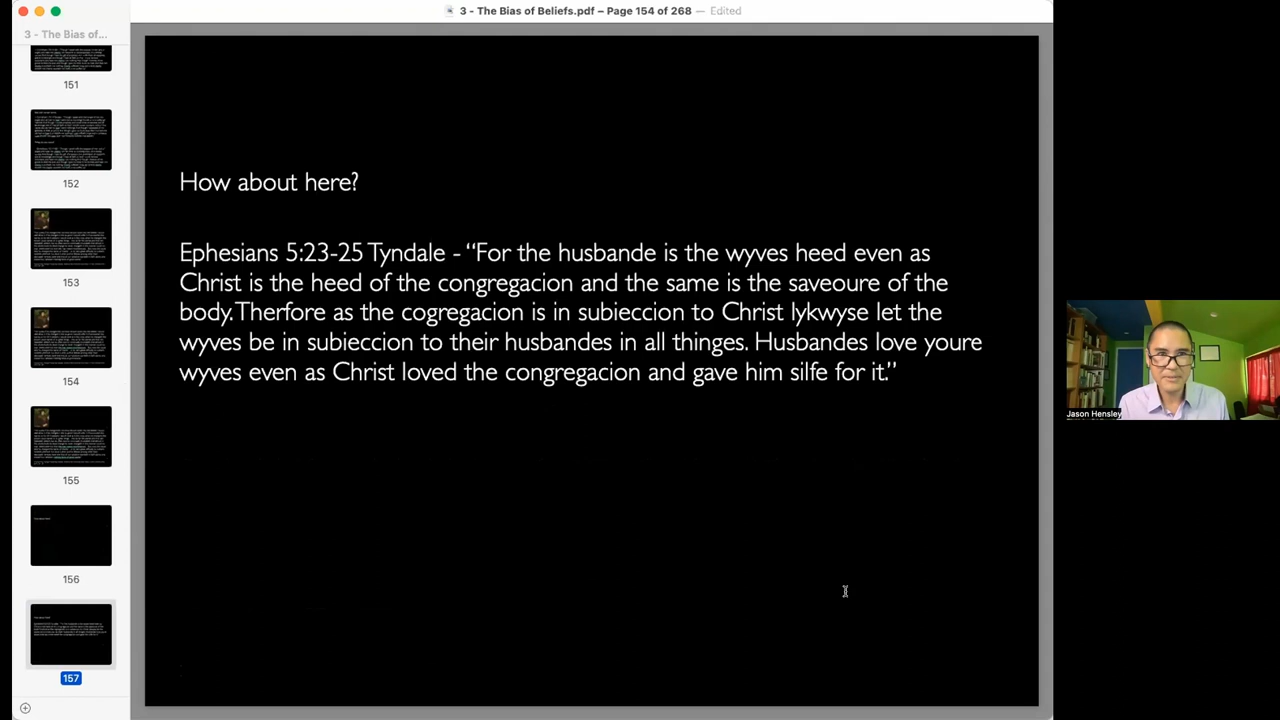 3 - The Bias of Beliefs.pdf – Page 154 of 268 — Edited
3 - The Bias of...
151
152
153
154
155
156
157
How about here?
Ephesians 5:23-25 Tyndale - “For the husbande is the wyves heed even as
Christ is the heed of the congregacion and the same is the saveoure of the
body. Therfore as the cogregacion is in subieccion to Christ lykwyse let the
wyves be in subieccion to their husbandes in all thinges. Husbandes love youre
wyves even as Christ loved the congregacion and gave him silfe for it.”
Jason Hensley